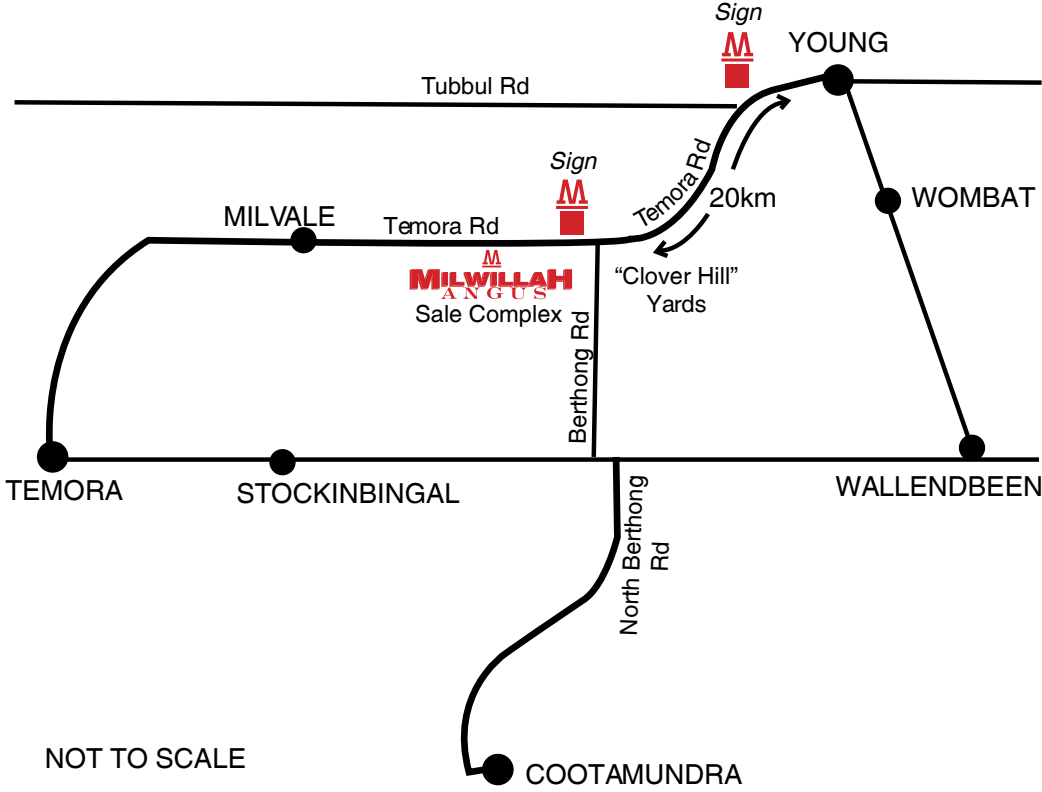 Sign
YOUNG
Tubbul Rd
Temora Rd
Sign
20km
WOMBAT
MILVALE
Temora Rd
MILWILLAH
ANGUS
Sale Complex
“Clover Hill”
Yards
Berthong Rd
TEMORA
STOCKINBINGAL
WALLENDBEEN
North Berthong
Rd
NOT TO SCALE
COOTAMUNDRA